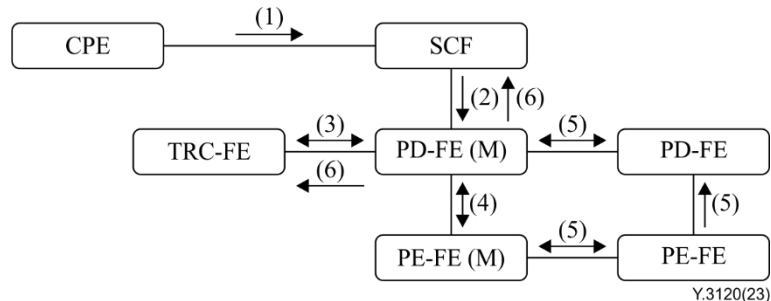 (1)
CPE SCF
(2) (6)
(3) (5)
TRC-FE PD-FE (M) PD-FE
(6)
(4) (5)
(5)
PE-FE (M) PE-FE
Y.3120(23)